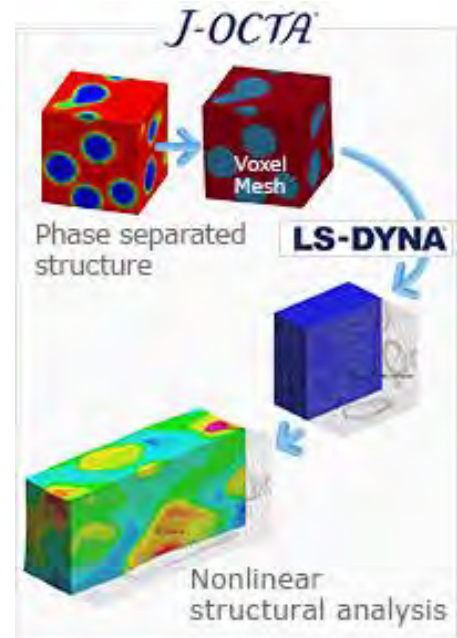 J-OCTA
Voxel
Mesh
Phase separated
structure
LS-DYNA
Nonlinear
structural analysis